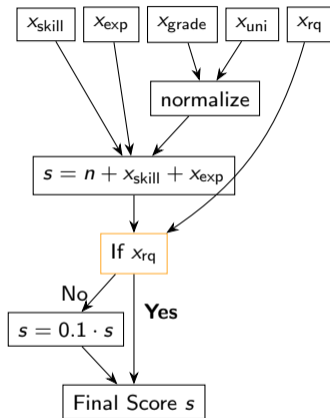 x_skill x_exp x_grade x_uni x_rq
normalize
s = n + x_skill + x_exp
If x_rq
No
Yes
s = 0.1 · s
Final Score s